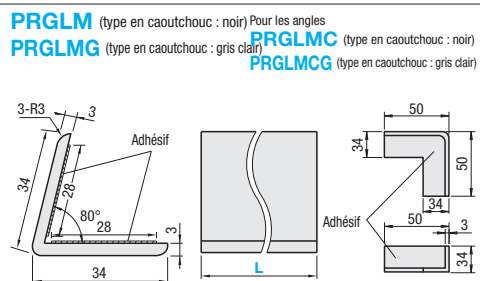 PRGLM (type en caoutchouc : noir) Pour les angles
PRGLMG (type en caoutchouc : gris clair)
PRGLMC (type en caoutchouc : noir)
PRGLMCG (type en caoutchouc : gris clair)
3-R3
3
Adhésif
34
28
80°
28
3
34
L
50
34
50
34
Adhésif
50
3
34